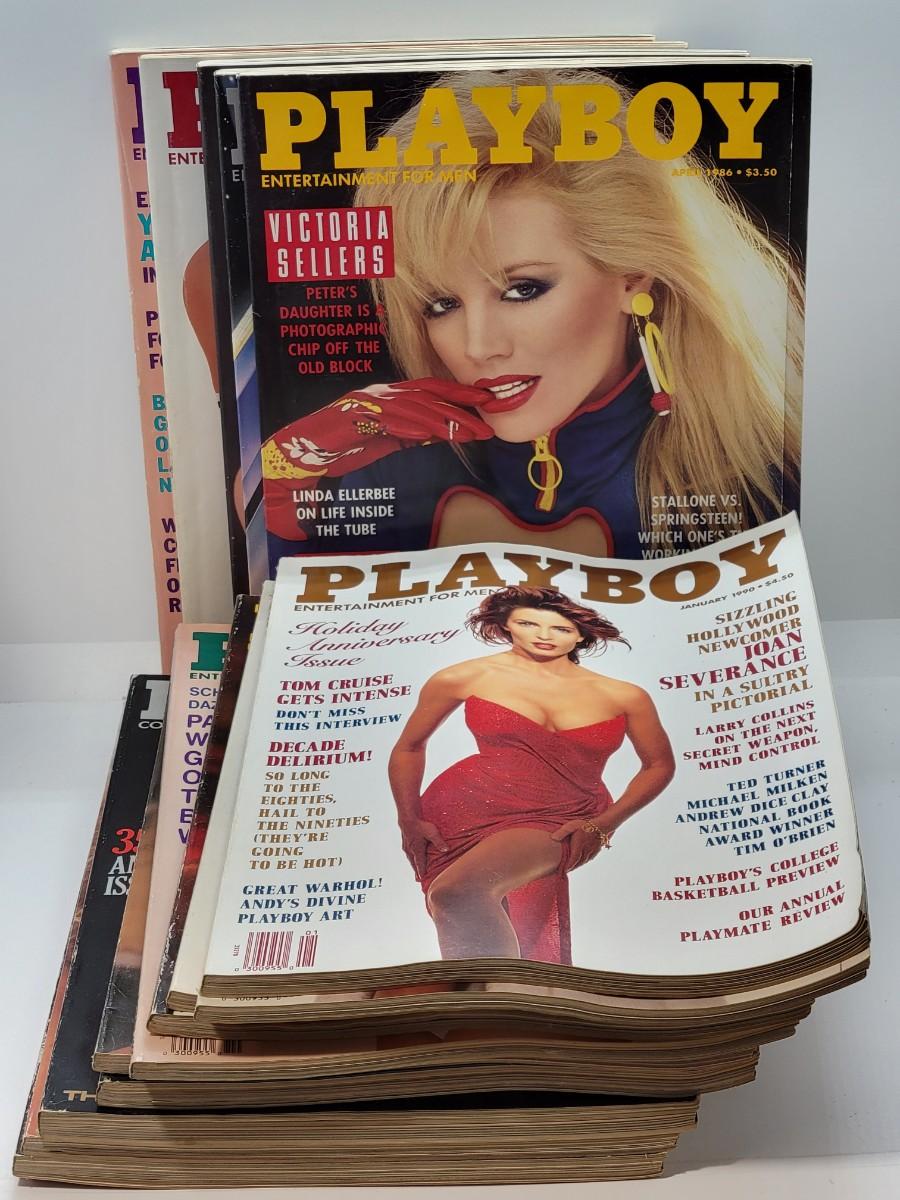 PLAYBOY
ENTERTAINMENT FOR MEN
APRIL 1986 • $3.50
VICTORIA
SELLERS
PETER'S
DAUGHTER IS A
PHOTOGRAPHIC
CHIP OFF THE
OLD BLOCK
LINDA ELLERBEE
ON LIFE INSIDE
THE TUBE
STALLONE VS.
SPRINGSTEEN!
WHICH ONE'S
PLAYBOY
ENTERTAINMENT FOR MEN
JANUARY 1990 • $4.50
Holiday
Anniversary
Issue
TOM CRUISE
GETS INTENSE
DON'T MISS
THIS INTERVIEW
DECADE
DELIRIUM!
SO LONG
TO THE
EIGHTIES,
HAIL TO
THE NINETIES
(THEY'RE
GOING
TO BE HOT)
GREAT WARHOL!
ANDY'S DIVINE
PLAYBOY ART
SIZZLING
HOLLYWOOD
NEWCOMER
JOAN
SEVERANCE
IN A SULTRY
PICTORIAL
LARRY COLLINS
ON THE NEXT
SECRET WEAPON,
MIND CONTROL
TED TURNER
MICHAEL MILKEN
ANDREW DICE CLAY
NATIONAL BOOK
AWARD WINNER
TIM O'BRIEN
PLAYBOY'S COLLEGE
BASKETBALL PREVIEW
OUR ANNUAL
PLAYMATE REVIEW
01
0 300955 0